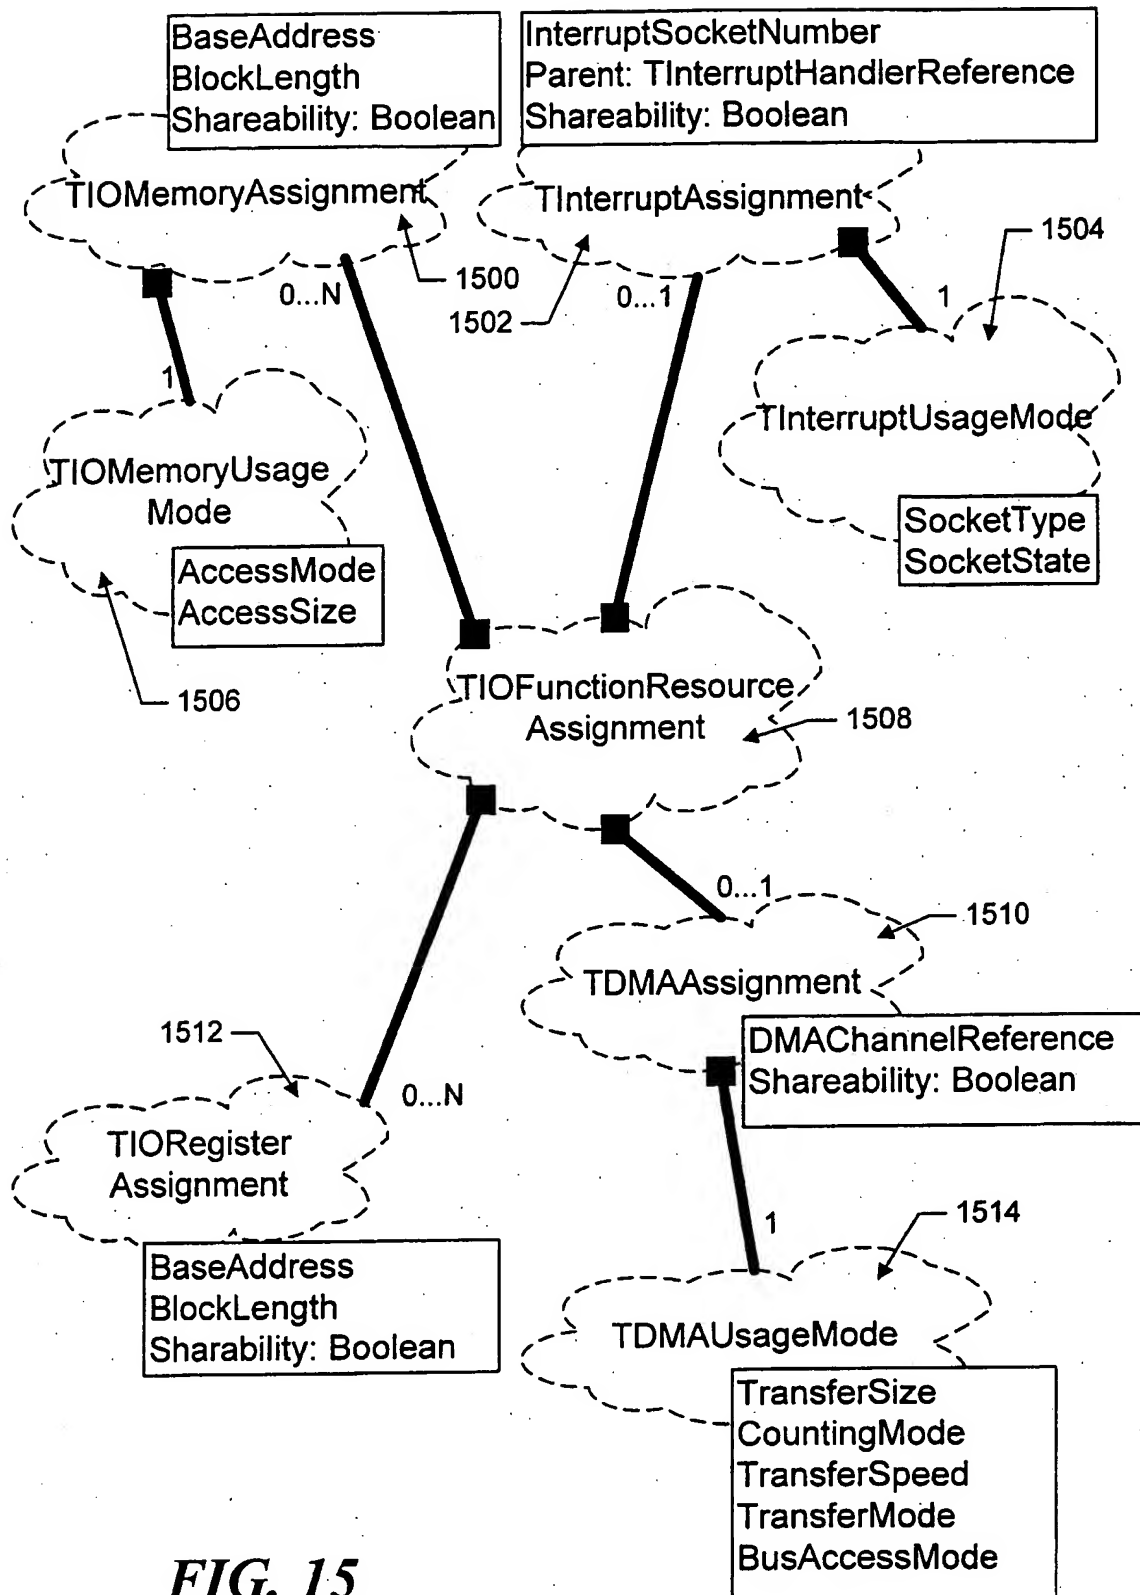 BaseAddress
BlockLength
Shareability: Boolean
InterruptSocketNumber
Parent: TInterruptHandlerReference
Shareability: Boolean
TIOMemoryAssignment
TInterruptAssignment
1504
1500
0...N
1502
0...1
1
1
TInterruptUsageMode
TIOMemoryUsage
Mode
SocketType
SocketState
AccessMode
AccessSize
1506
TIOFunctionResource
Assignment
1508
0...1
1510
TDMAAssignment
1512
DMAChannelReference
Shareability: Boolean
0...N
TIORegister
Assignment
1514
1
BaseAddress
BlockLength
Sharability: Boolean
TDMAUsageMode
TransferSize
CountingMode
TransferSpeed
TransferMode
BusAccessMode
FIG. 15